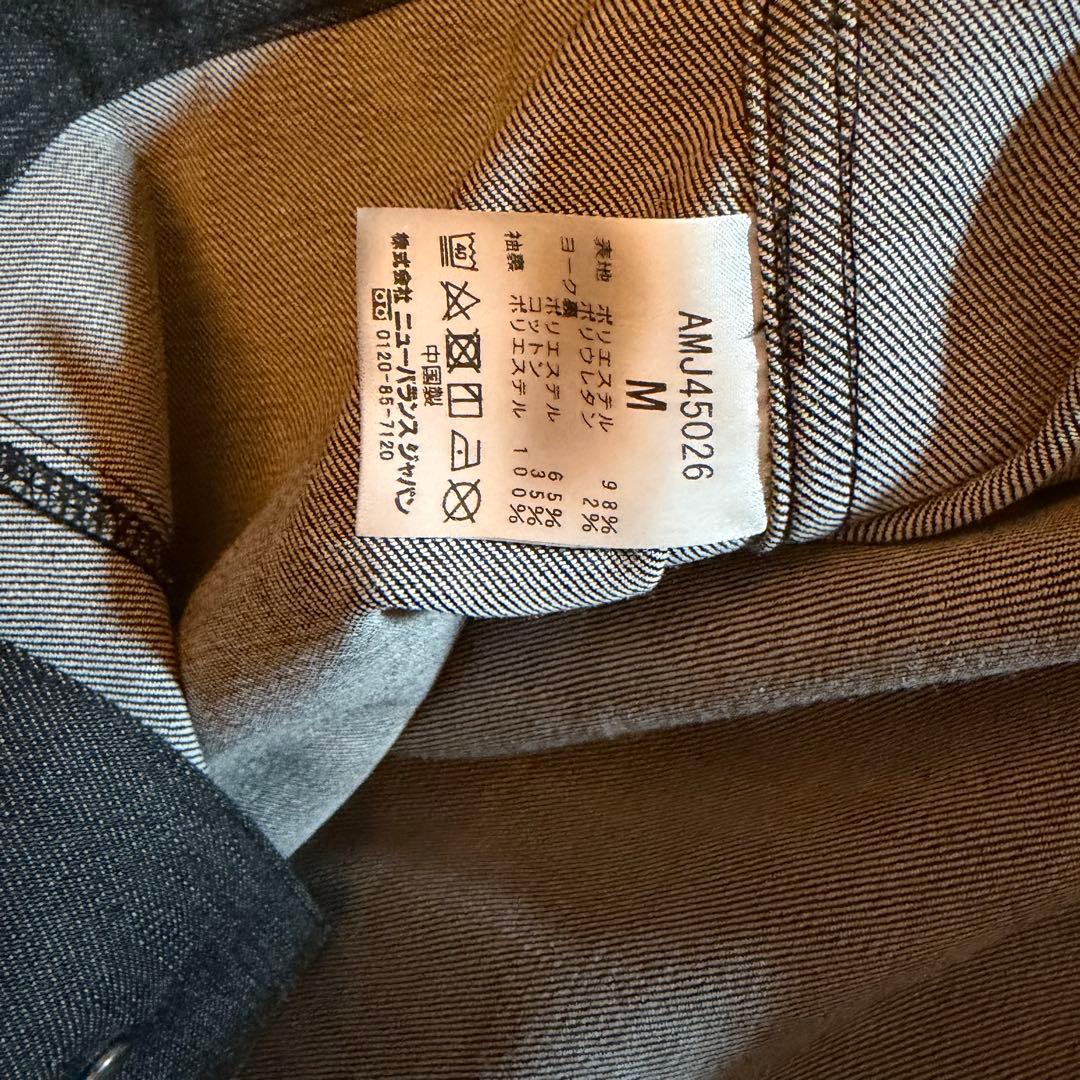 AMJ45026
M
表地 ポリエステル 98%
ポリウレタン 2%
ヨーク裏 ポリエステル 65%
コットン 35%
袖裏 ポリエステル 100%
40
中国製
株式会社 ニューバランス ジャパン
0120-85-7120